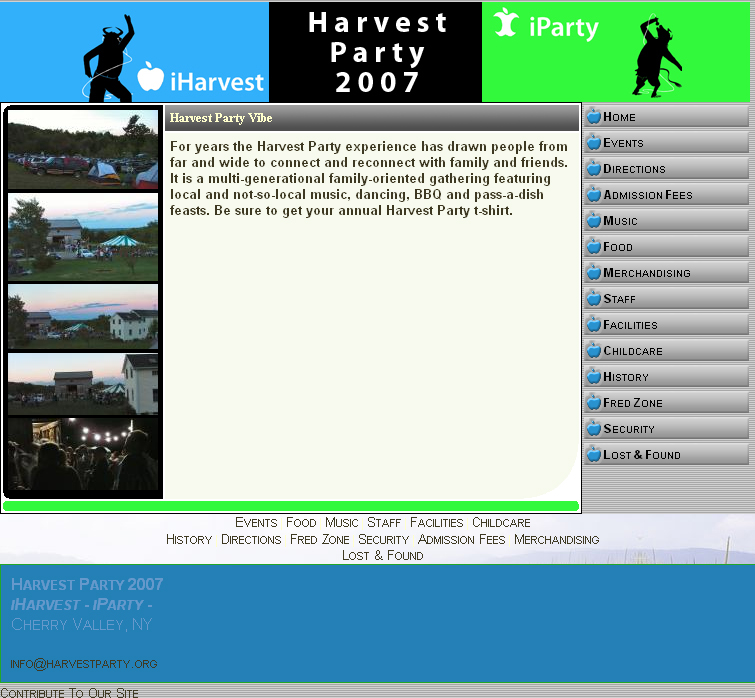 Harvest
Party
2007
iHarvest
iParty
Harvest Party Vibe
For years the Harvest Party experience has drawn people from
far and wide to connect and reconnect with family and friends.
It is a multi-generational family-oriented gathering featuring
local and not-so-local music, dancing, BBQ and pass-a-dish
feasts. Be sure to get your annual Harvest Party t-shirt.
Home
Events
Directions
Admission Fees
Music
Food
Merchandising
Staff
Facilities
Childcare
History
Fred Zone
Security
Lost & Found
Events Food Music Staff Facilities Childcare
History Directions Fred Zone Security Admission Fees Merchandising
Lost & Found
Harvest Party 2007
iHarvest - iParty -
Cherry Valley, NY
info@harvestparty.org
Contribute To Our Site